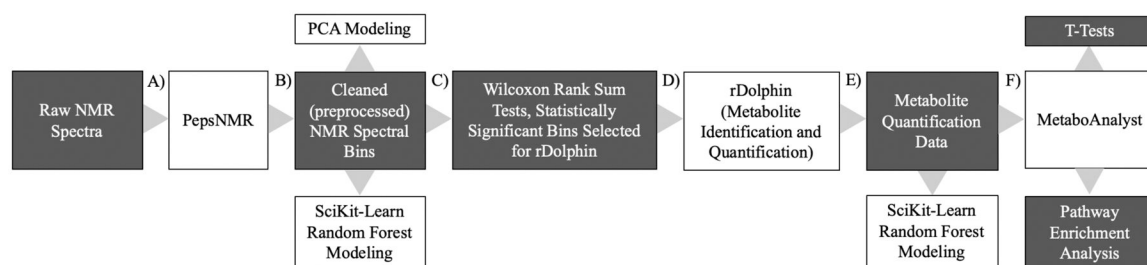 PCA Modeling
T-Tests
A)
B)
C)
D)
E)
F)
Raw NMR
Spectra
PepsNMR
Cleaned
(preprocessed)
NMR Spectral
Bins
Wilcoxon Rank Sum
Tests, Statistically
Significant Bins Selected
for rDolphin
rDolphin
(Metabolite
Identification and
Quantification)
Metabolite
Quantification
Data
MetaboAnalyst
SciKit-Learn
Random Forest
Modeling
SciKit-Learn
Random Forest
Modeling
Pathway
Enrichment
Analysis